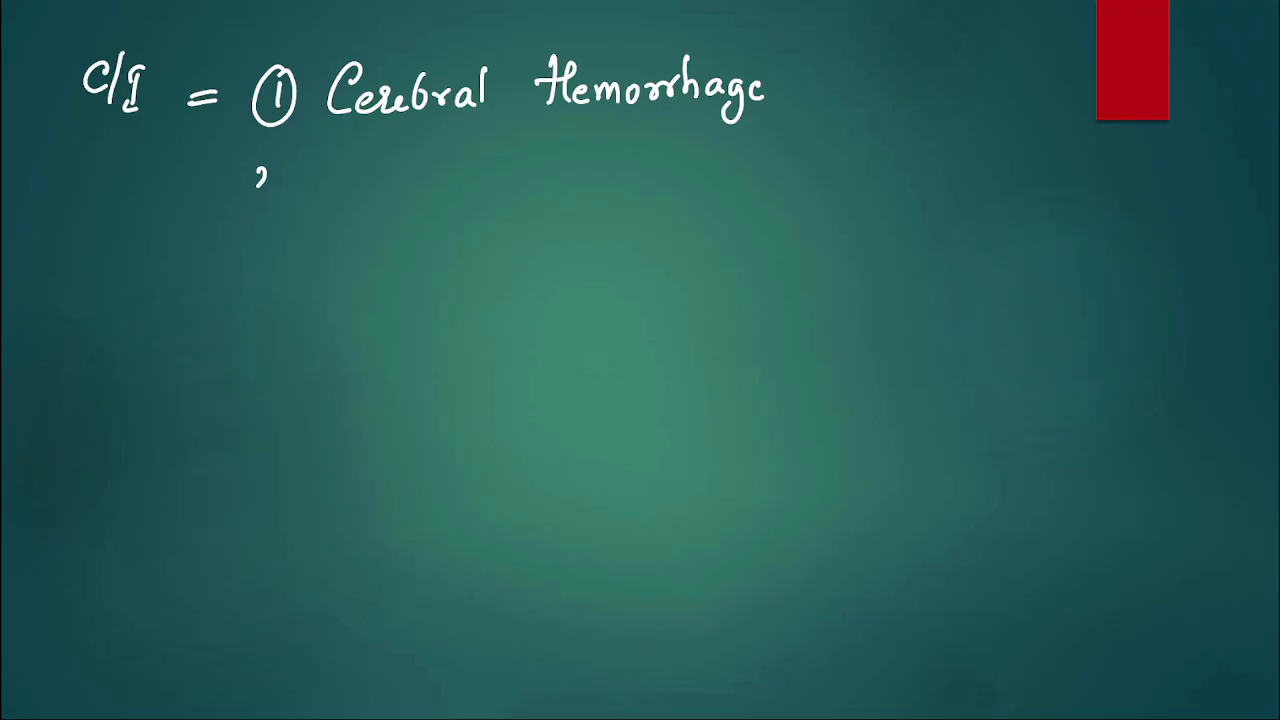 C/I = ① Cerebral Hemorrhage
,